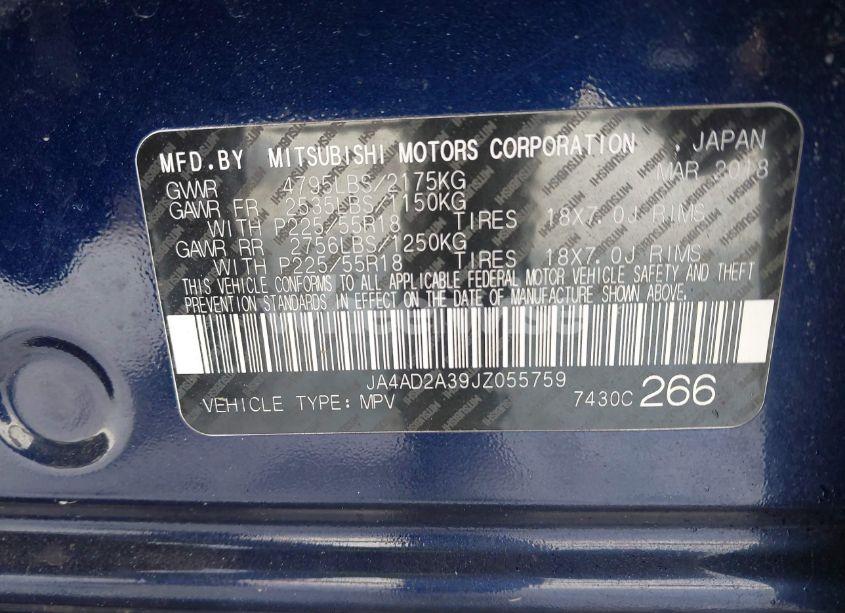 MFD.BY MITSUBISHI MOTORS CORPORATION , JAPAN
GVWR 4795LBS/2175KG MAR 2018
GAWR FR 2535LBS/1150KG
WITH P225/55R18 TIRES 18X7.0J RIMS
GAWR RR 2756LBS/1250KG
WITH P225/55R18 TIRES 18X7.0J RIMS
THIS VEHICLE CONFORMS TO ALL APPLICABLE FEDERAL MOTOR VEHICLE SAFETY AND THEFT
PREVENTION STANDARDS IN EFFECT ON THE DATE OF MANUFACTURE SHOWN ABOVE.
JA4AD2A39JZ055759
VEHICLE TYPE: MPV 7430C 266